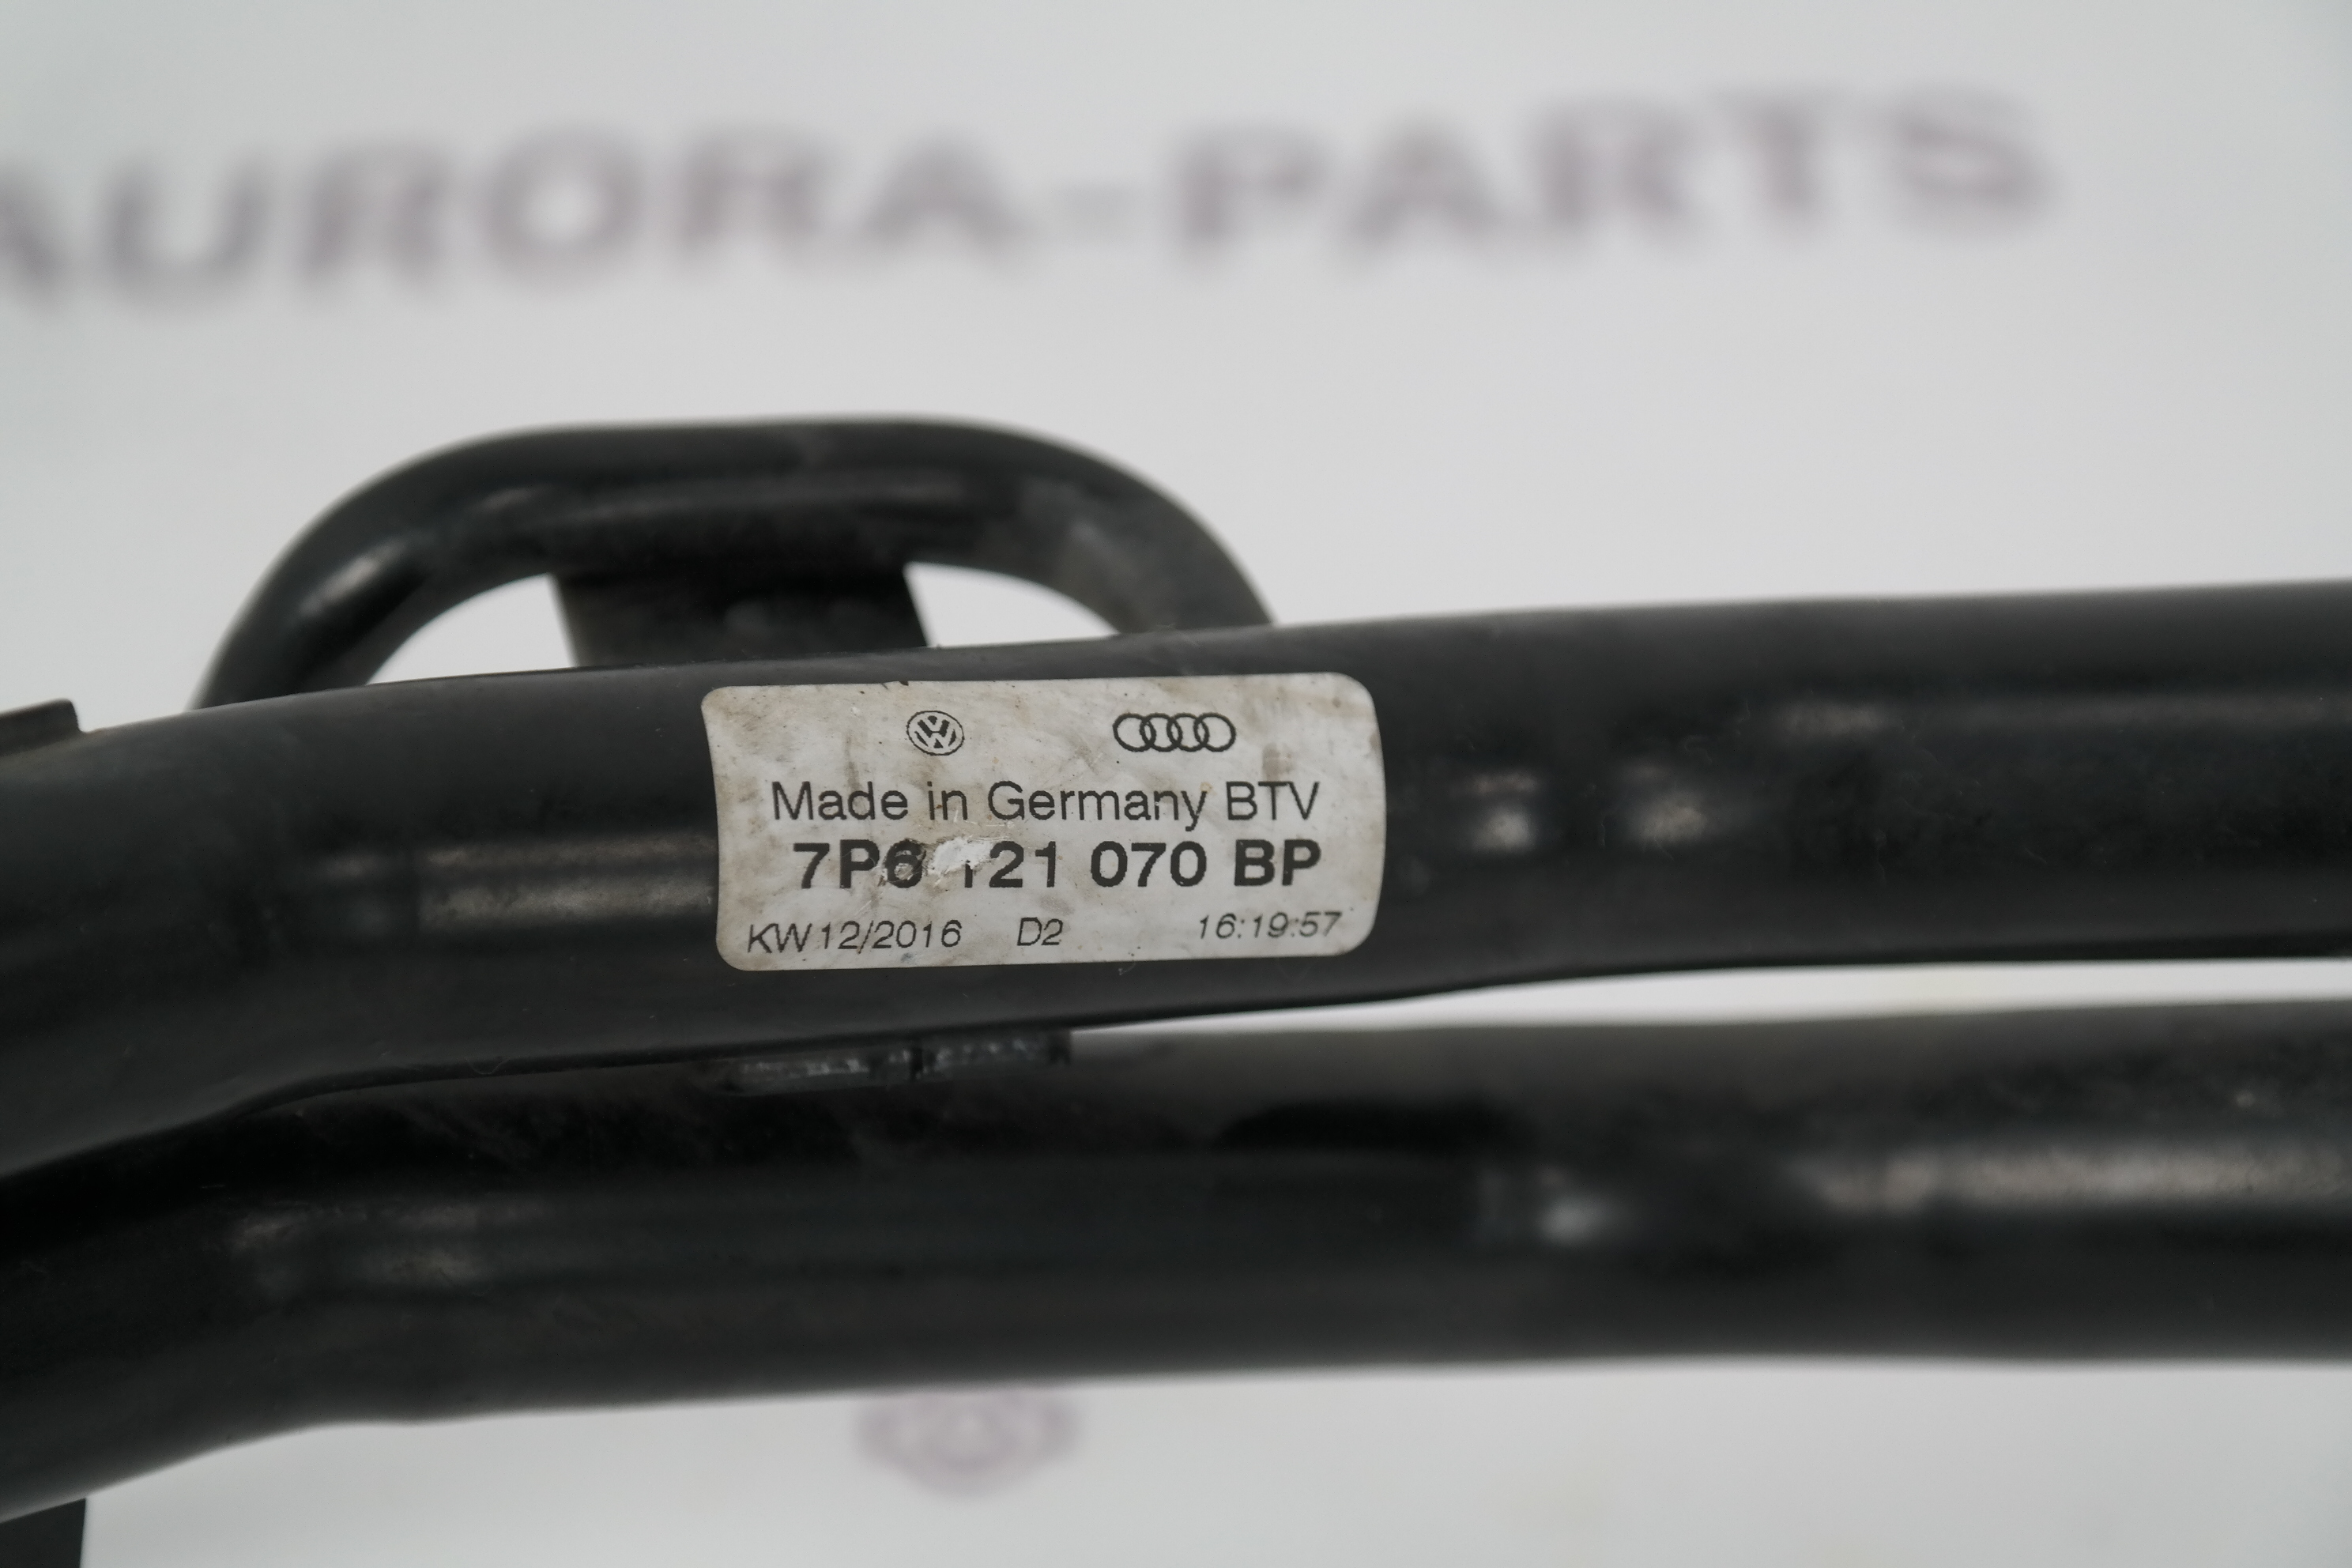 AURORA-PARTS
Made in Germany BTV
7P6 121 070 BP
KW12/2016 D2 16:19:57